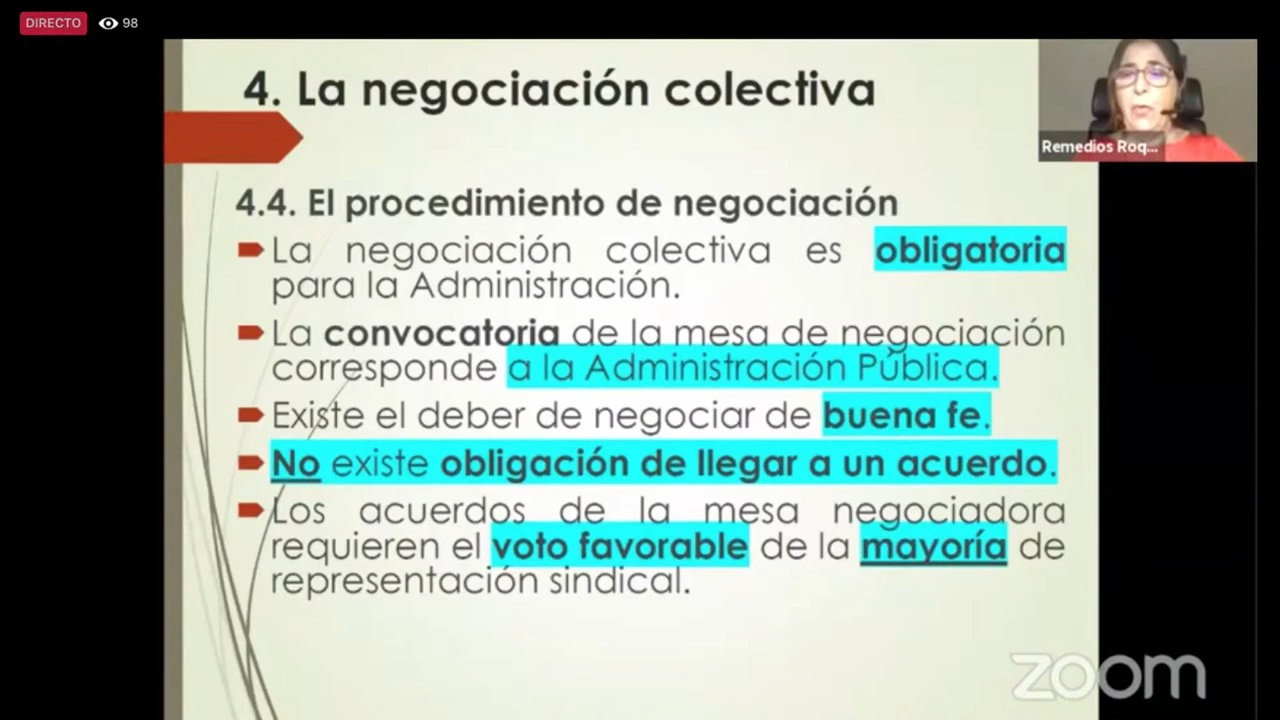 DIRECTO 98
4. La negociación colectiva
Remedios Roq...
4.4. El procedimiento de negociación
La negociación colectiva es obligatoria
para la Administración.
La convocatoria de la mesa de negociación
corresponde a la Administración Pública.
Existe el deber de negociar de buena fe.
No existe obligación de llegar a un acuerdo.
Los acuerdos de la mesa negociadora
requieren el voto favorable de la mayoría de
representación sindical.
zoom